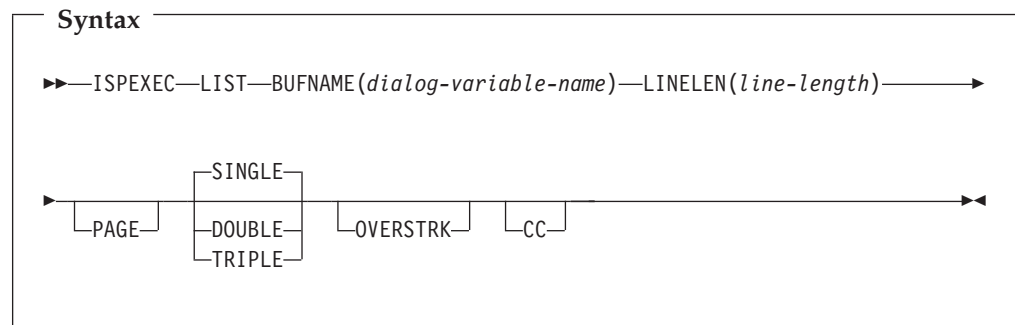 Syntax
ISPEXEC LIST BUFNAME(dialog-variable-name) LINELEN(line-length)
SINGLE
PAGE DOUBLE OVERSTRK CC
TRIPLE